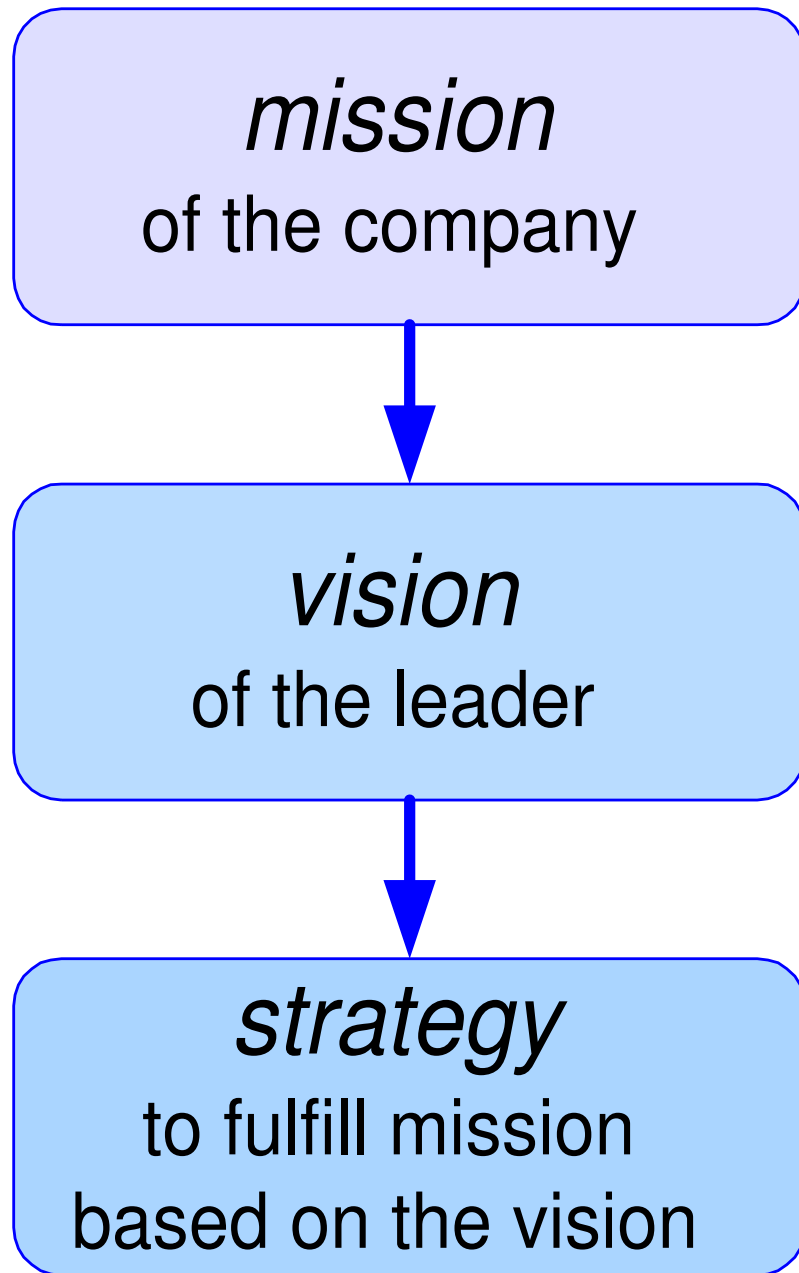 mission
of the company
vision
of the leader
strategy
to fulfill mission
based on the vision